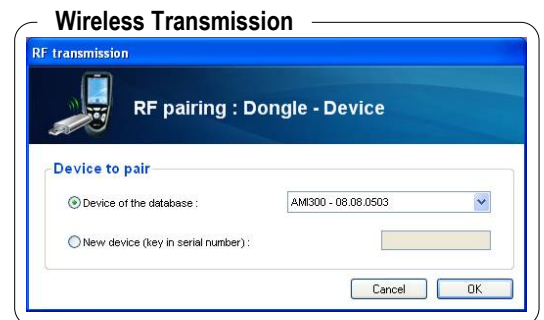 Wireless Transmission
RF transmission
RF pairing : Dongle - Device
Device to pair
Device of the database : AMI300 - 08.08.0503
New device (key in serial number) :
Cancel OK